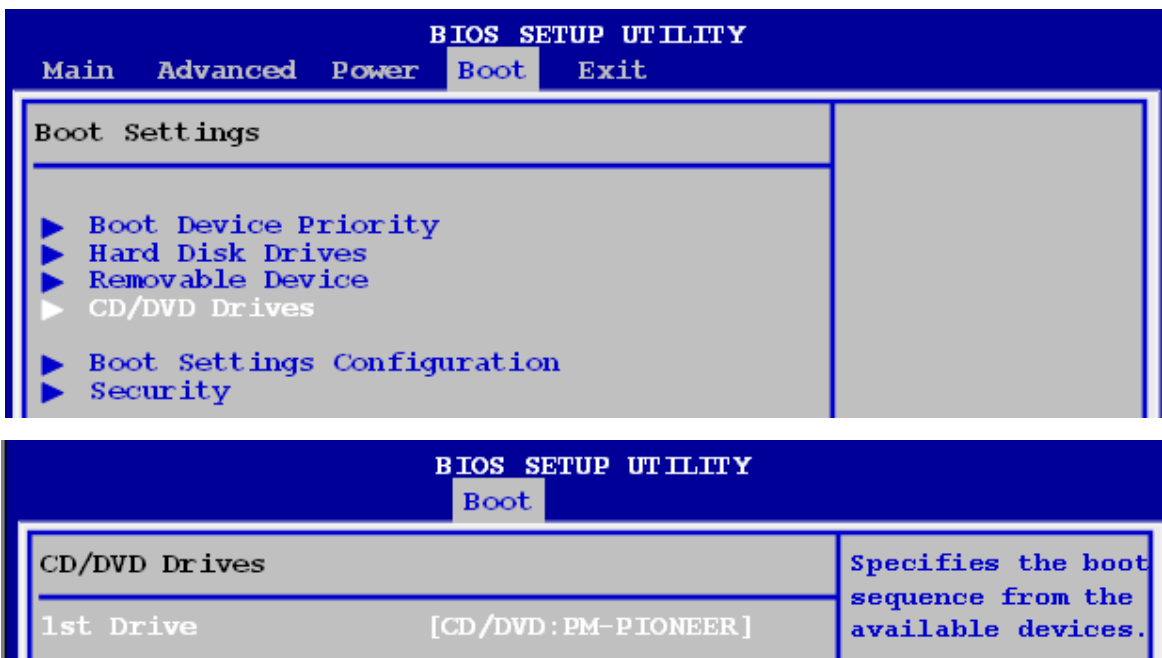 BIOS SETUP UTILITY
Main Advanced Power Boot Exit
Boot Settings
Boot Device Priority
Hard Disk Drives
Removable Device
CD/DVD Drives
Boot Settings Configuration
Security
BIOS SETUP UTILITY
Boot
CD/DVD Drives
1st Drive [CD/DVD:PM-PIONEER]
Specifies the boot
sequence from the
available devices.